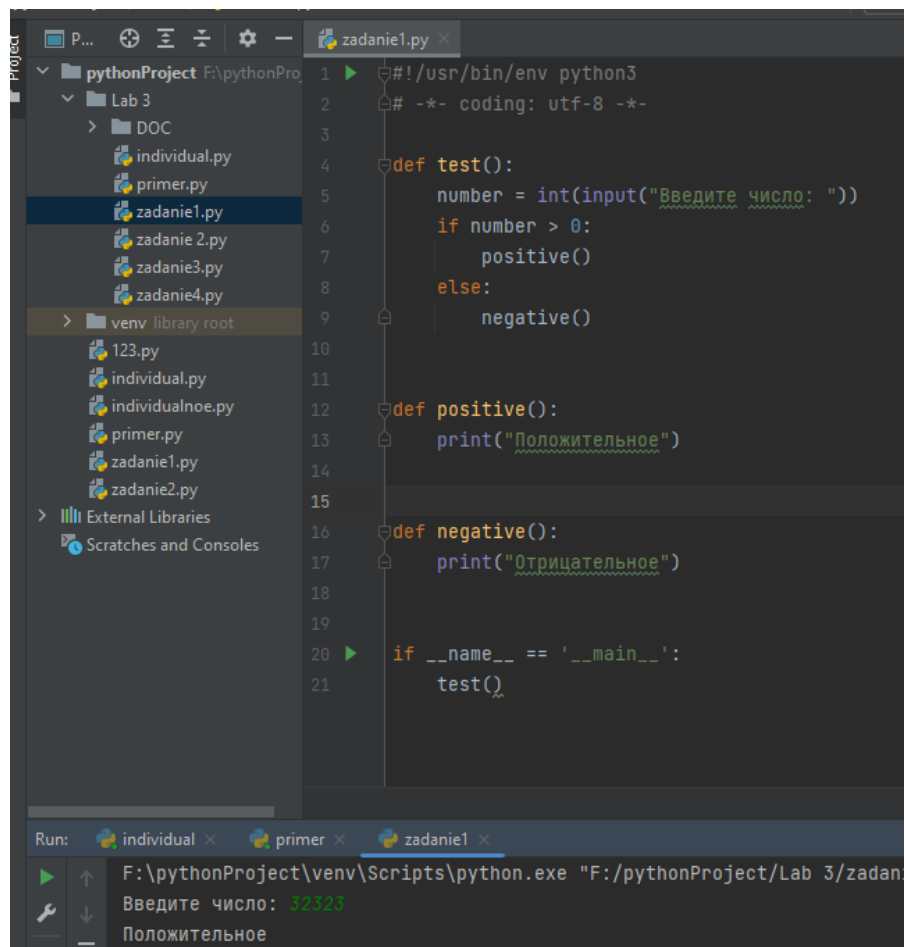 Project
P...
zadanie1.py
pythonProject F:\pythonProj
Lab 3
DOC
individual.py
primer.py
zadanie1.py
zadanie 2.py
zadanie3.py
zadanie4.py
venv library root
123.py
individual.py
individualnoe.py
primer.py
zadanie1.py
zadanie2.py
External Libraries
Scratches and Consoles
1 #!/usr/bin/env python3
2 # -*- coding: utf-8 -*-
3
4 def test():
5 number = int(input("Введите число: "))
6 if number > 0:
7 positive()
8 else:
9 negative()
10
11
12 def positive():
13 print("Положительное")
14
15
16 def negative():
17 print("Отрицательное")
18
19
20 if __name__ == '__main__':
21 test()
Run: individual primer zadanie1
F:\pythonProject\venv\Scripts\python.exe "F:/pythonProject/Lab 3/zadan
Введите число: 32323
Положительное